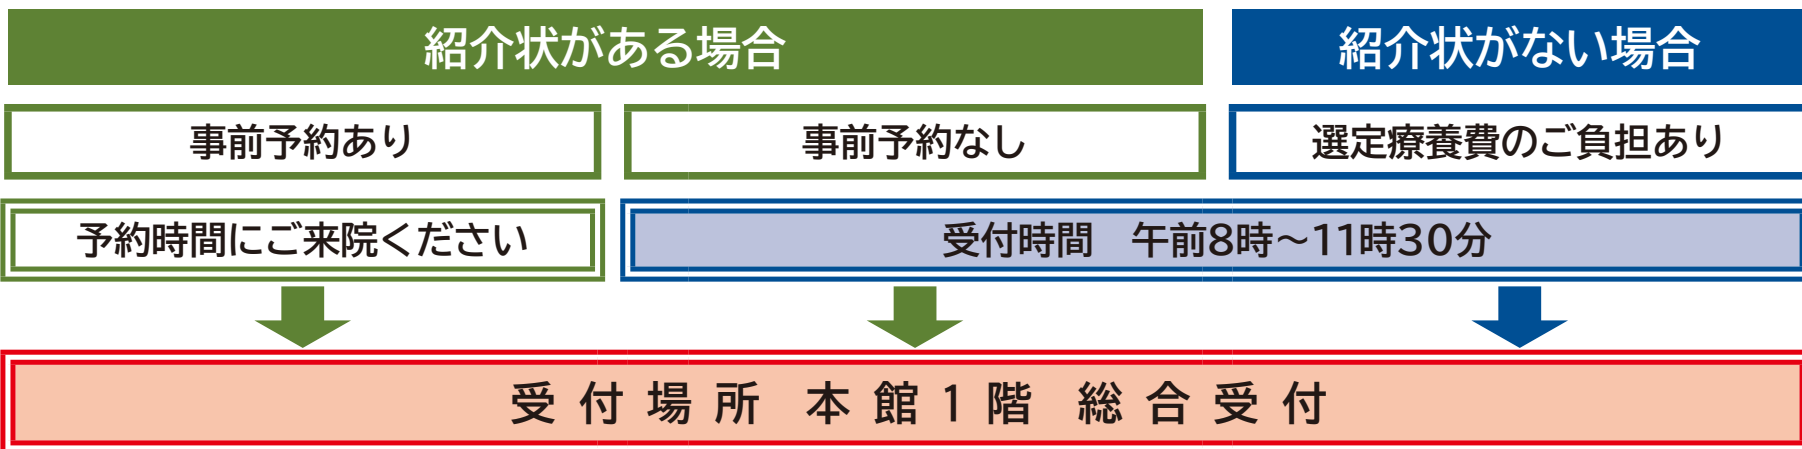 紹介状がある場合
紹介状がない場合
事前予約あり
事前予約なし
選定療養費のご負担あり
予約時間にご来院ください
受付時間　午前8時～11時30分
受付場所 本館1階 総合受付